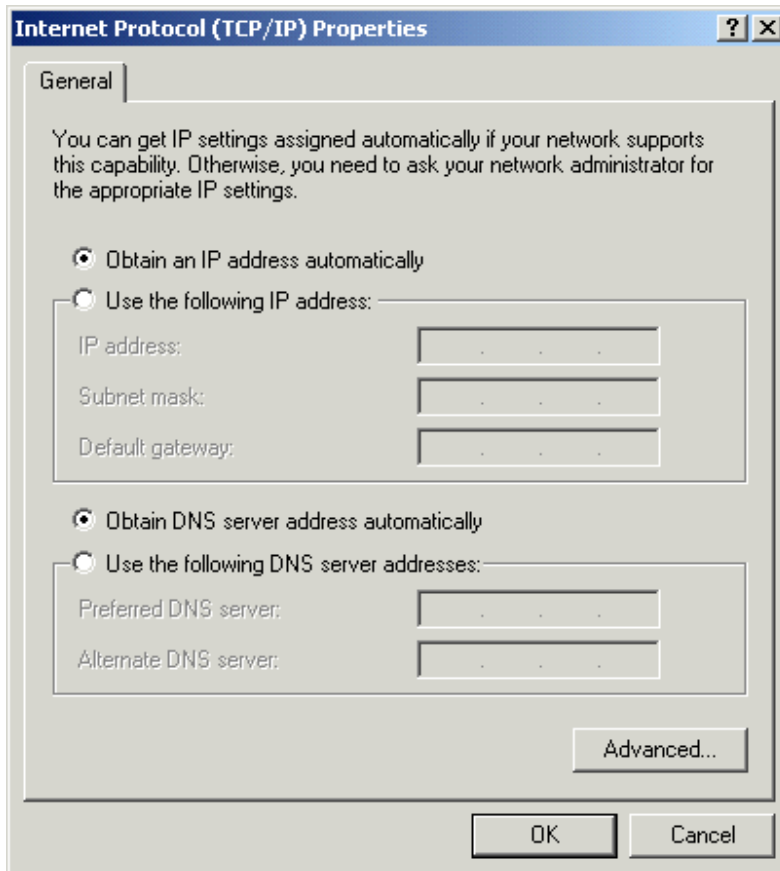 Internet Protocol (TCP/IP) Properties
General
You can get IP settings assigned automatically if your network supports
this capability. Otherwise, you need to ask your network administrator for
the appropriate IP settings.
Obtain an IP address automatically
Use the following IP address:
IP address:
Subnet mask:
Default gateway:
Obtain DNS server address automatically
Use the following DNS server addresses:
Preferred DNS server:
Alternate DNS server:
Advanced...
OK Cancel